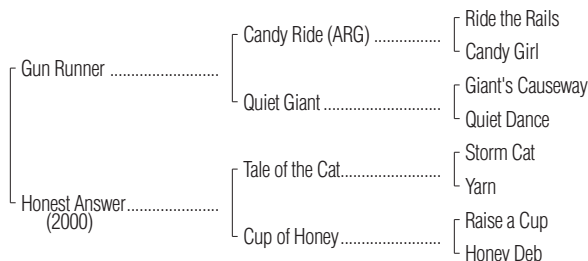 Ride the Rails
Candy Ride (ARG) ..................
Candy Girl
Gun Runner ........................
Giant's Causeway
Quiet Giant...........................
Quiet Dance
Storm Cat
Tale of the Cat......................
Yarn
Honest Answer....................
(2000)
Raise a Cup
Cup of Honey.......................
Honey Deb